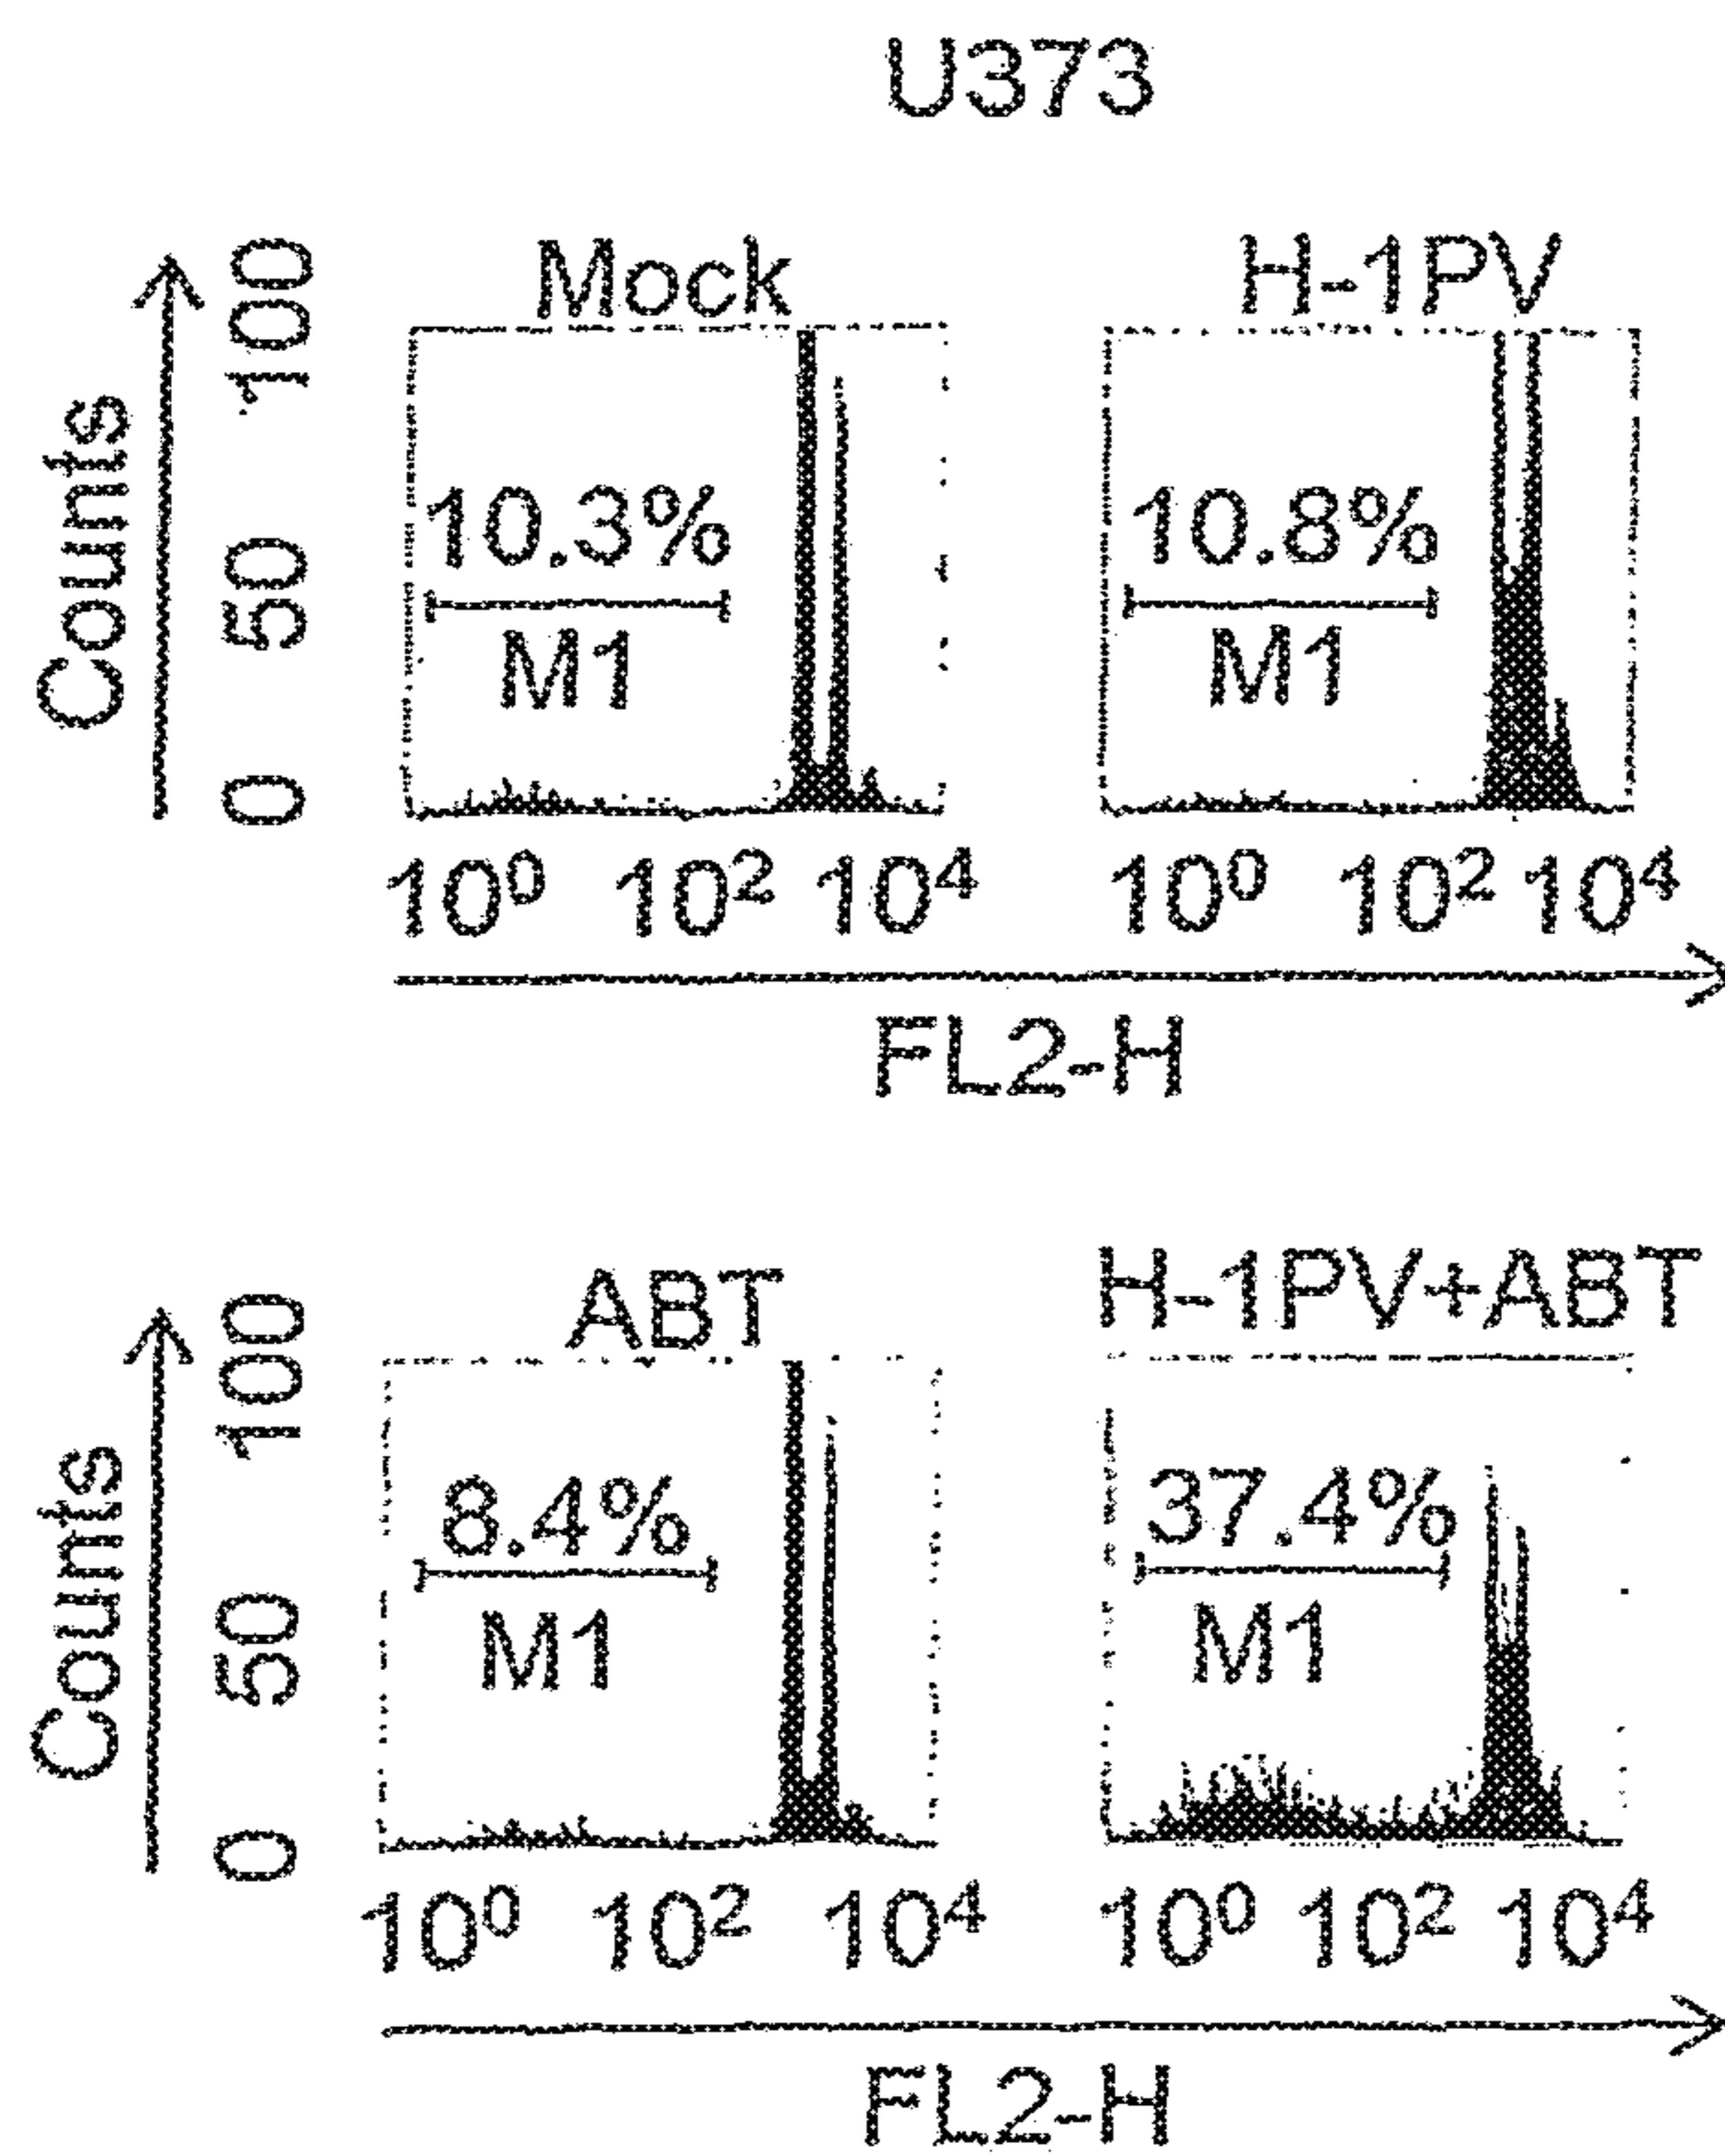 U373
Mock H-1PV
Counts
0 50 100
10.3% 10.8%
M1 M1
10⁰ 10² 10⁴ 10⁰ 10² 10⁴
FL2-H
ABT H-1PV+ABT
Counts
0 50 100
8.4% 37.4%
M1 M1
10⁰ 10² 10⁴ 10⁰ 10² 10⁴
FL2-H